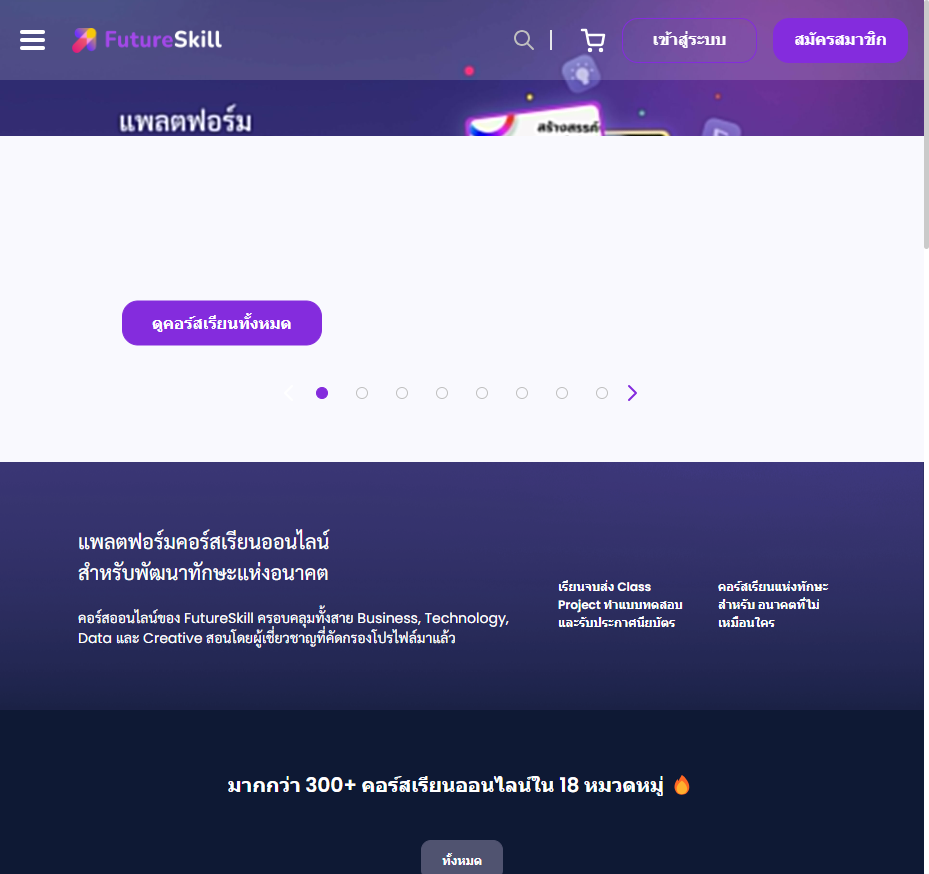 FutureSkill
เข้าสู่ระบบ
สมัครสมาชิก
แพลตฟอร์ม
สร้างสรรค์
ดูคอร์สเรียนทั้งหมด
แพลตฟอร์มคอร์สเรียนออนไลน์
สำหรับพัฒนาทักษะแห่งอนาคต
คอร์สออนไลน์ของ FutureSkill ครอบคลุมทั้งสาย Business, Technology,
Data และ Creative สอนโดยผู้เชี่ยวชาญที่คัดกรองโปรไฟล์มาแล้ว
เรียนจบส่ง Class
Project ทำแบบทดสอบ
และรับประกาศนียบัตร
คอร์สเรียนแห่งทักษะ
สำหรับ อนาคตที่ไม่
เหมือนใคร
มากกว่า 300+ คอร์สเรียนออนไลน์ใน 18 หมวดหมู่
ทั้งหมด